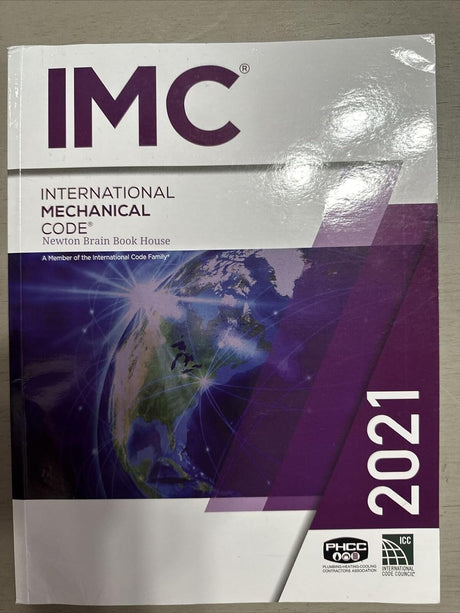 IMC®
INTERNATIONAL
MECHANICAL
CODE®
Newton Brain Book House
A Member of the International Code Family®
2021
PHCC
PLUMBING-HEATING-COOLING
CONTRACTORS ASSOCIATION
ICC
INTERNATIONAL
CODE COUNCIL®